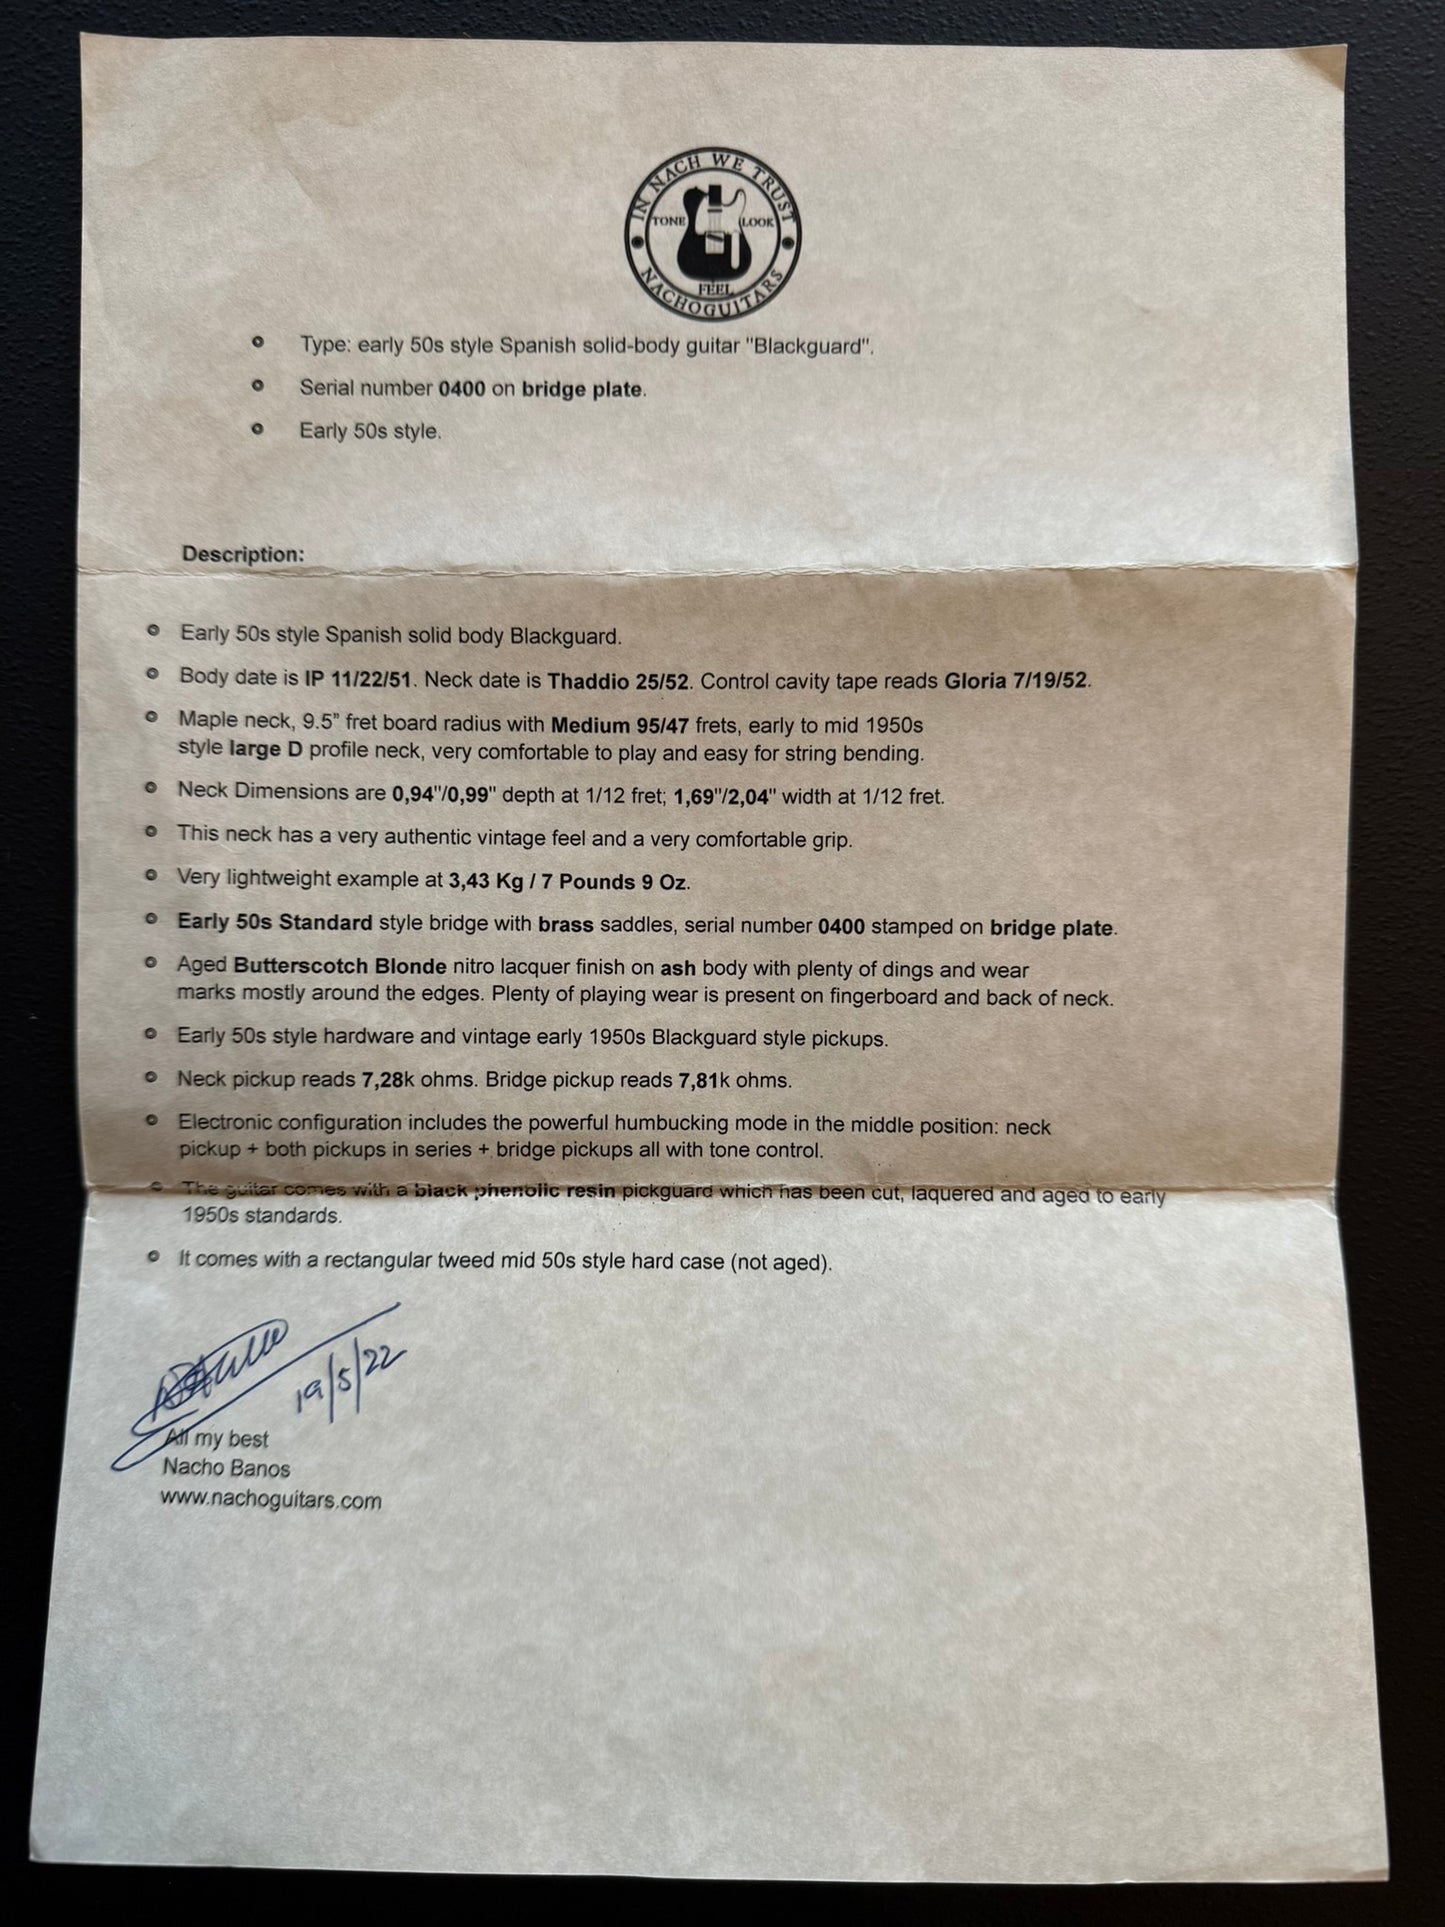 IN NACH WE TRUST
TONE LOOK
FEEL
NACHOGUITARS
Type: early 50s style Spanish solid-body guitar "Blackguard".
Serial number 0400 on bridge plate.
Early 50s style.
Description:
Early 50s style Spanish solid body Blackguard.
Body date is IP 11/22/51. Neck date is Thaddio 25/52. Control cavity tape reads Gloria 7/19/52.
Maple neck, 9.5” fret board radius with Medium 95/47 frets, early to mid 1950s
style large D profile neck, very comfortable to play and easy for string bending.
Neck Dimensions are 0,94"/0,99" depth at 1/12 fret; 1,69"/2,04" width at 1/12 fret.
This neck has a very authentic vintage feel and a very comfortable grip.
Very lightweight example at 3,43 Kg / 7 Pounds 9 Oz.
Early 50s Standard style bridge with brass saddles, serial number 0400 stamped on bridge plate.
Aged Butterscotch Blonde nitro lacquer finish on ash body with plenty of dings and wear
marks mostly around the edges. Plenty of playing wear is present on fingerboard and back of neck.
Early 50s style hardware and vintage early 1950s Blackguard style pickups.
Neck pickup reads 7,28k ohms. Bridge pickup reads 7,81k ohms.
Electronic configuration includes the powerful humbucking mode in the middle position: neck
pickup + both pickups in series + bridge pickups all with tone control.
The guitar comes with a black phenolic resin pickguard which has been cut, laquered and aged to early
1950s standards.
It comes with a rectangular tweed mid 50s style hard case (not aged).
19/5/22
All my best
Nacho Banos
www.nachoguitars.com